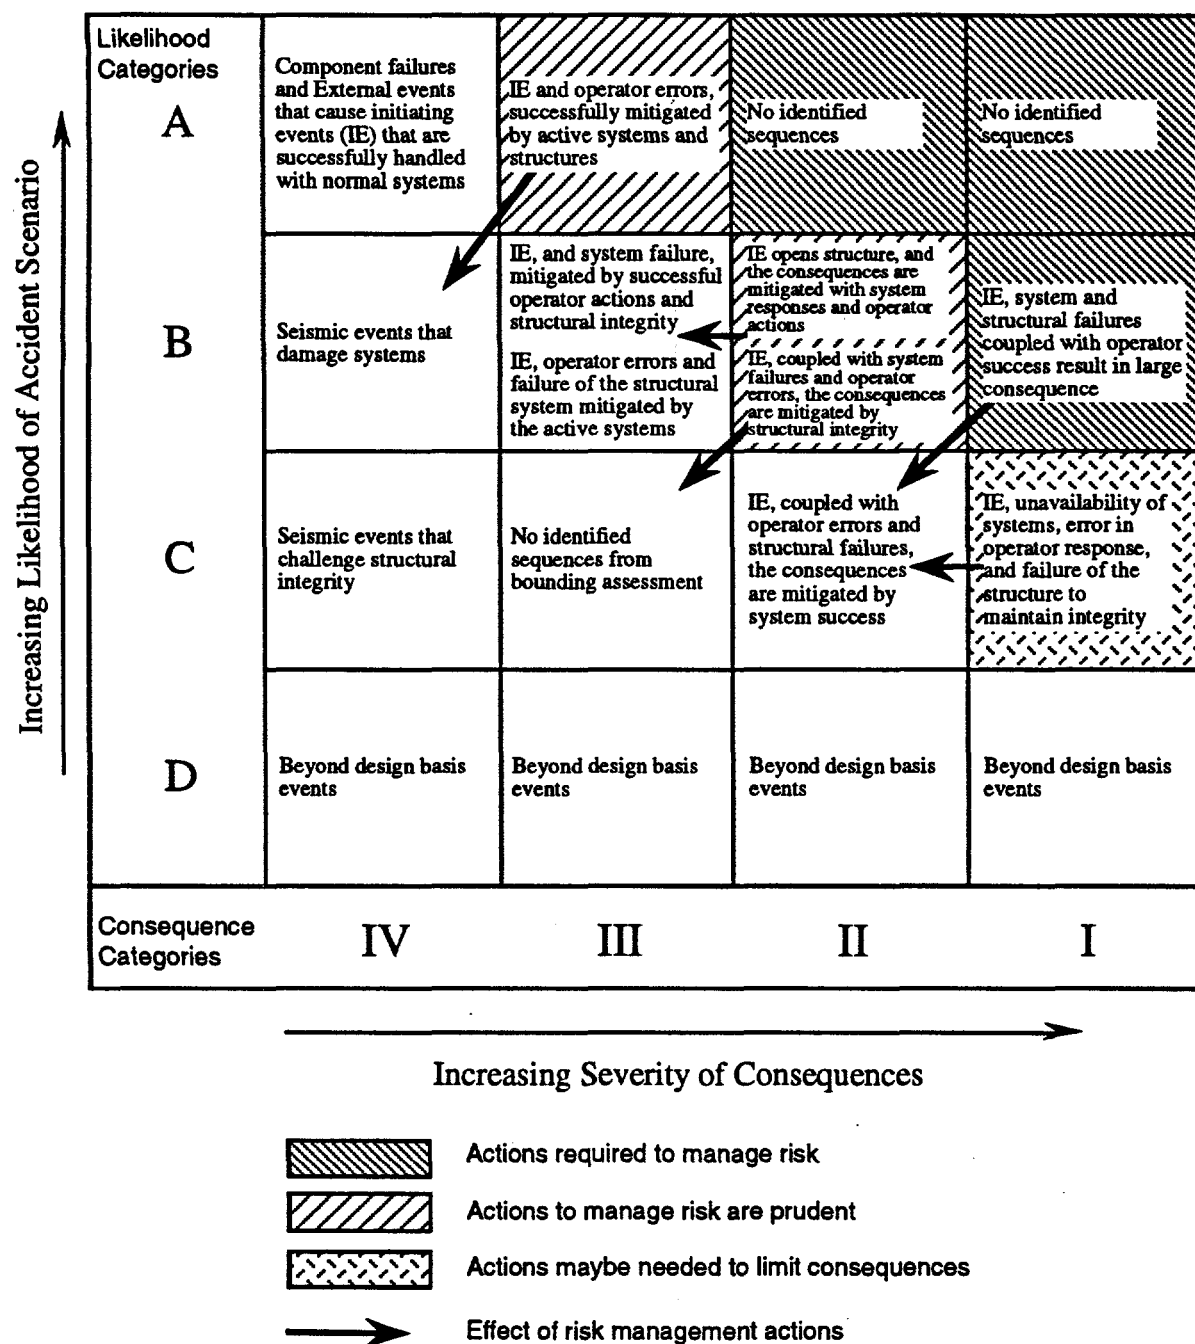 Likelihood
Categories
Increasing Likelihood of Accident Scenario
A
Component failures
and External events
that cause initiating
events (IE) that are
successfully handled
with normal systems
IE and operator errors,
successfully mitigated
by active systems and
structures
No identified
sequences
No identified
sequences
B
Seismic events that
damage systems
IE, and system failure,
mitigated by successful
operator actions and
structural integrity
IE, operator errors and
failure of the structural
system mitigated by
the active systems
IE opens structure, and
the consequences are
mitigated with system
responses and operator
actions
IE, coupled with system
failures and operator
errors, the consequences
are mitigated by
structural integrity
IE, system and
structural failures
coupled with operator
success result in large
consequence
C
Seismic events that
challenge structural
integrity
No identified
sequences from
bounding assessment
IE, coupled with
operator errors and
structural failures,
the consequences
are mitigated by
system success
IE, unavailability of
systems, error in
operator response,
and failure of the
structure to
maintain integrity
D
Beyond design basis
events
Beyond design basis
events
Beyond design basis
events
Beyond design basis
events
Consequence
Categories
IV
III
II
I
Increasing Severity of Consequences
Actions required to manage risk
Actions to manage risk are prudent
Actions maybe needed to limit consequences
Effect of risk management actions